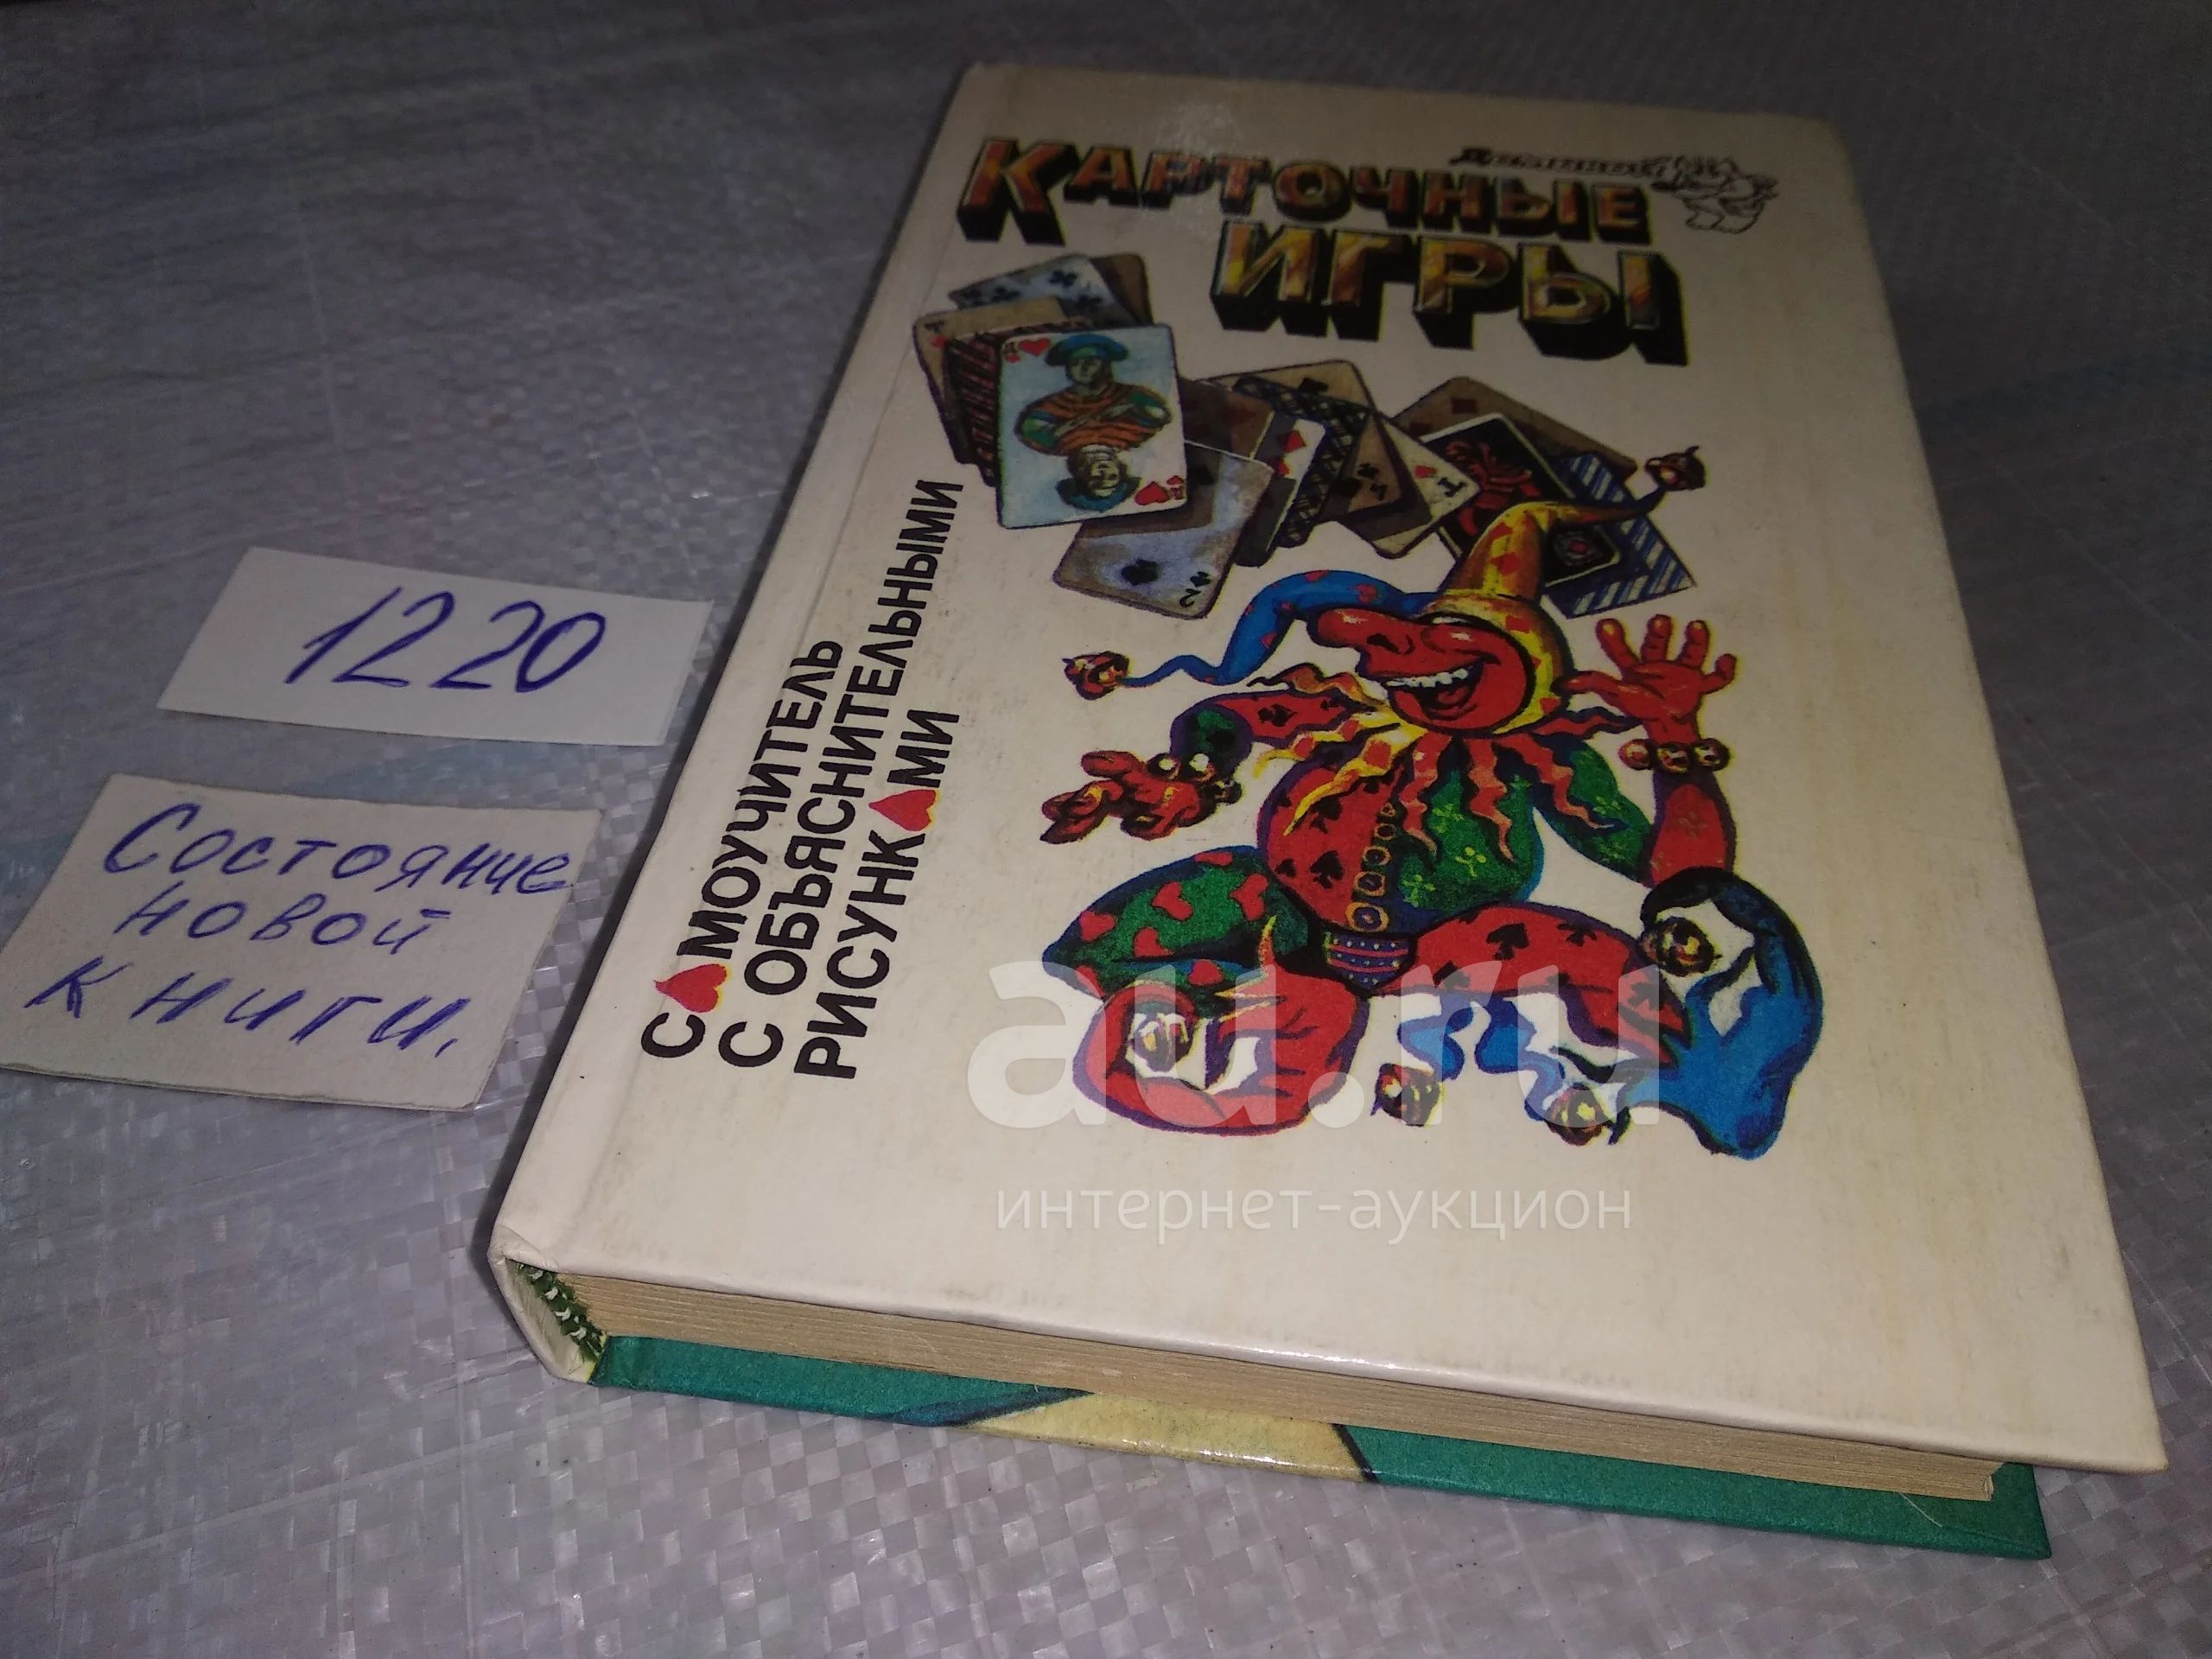 КАРТОЧНЫЕ
ИГРЫ
САМОУЧИТЕЛЬ
С ОБЪЯСНИТЕЛЬНЫМИ
РИСУНКАМИ
1220
Состояние
новой
книги.
au.ru
интернет-аукцион